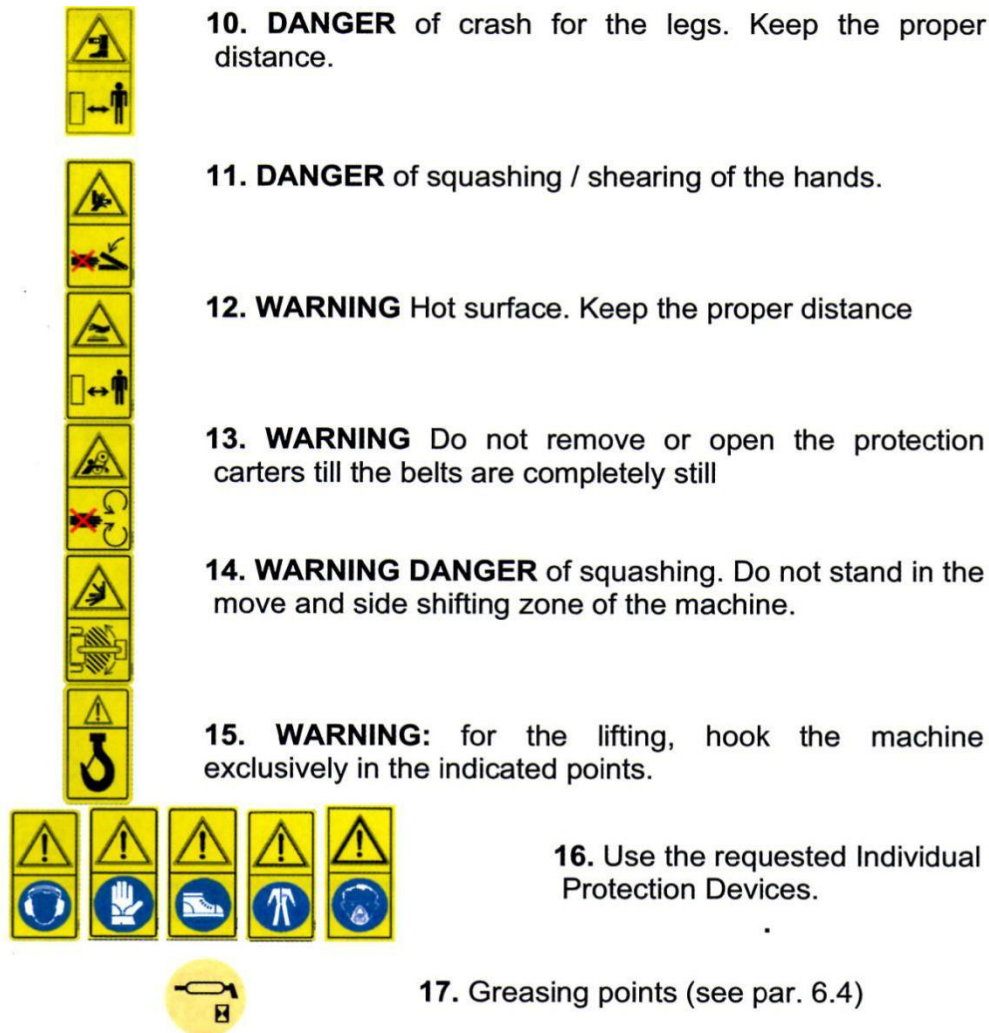 10. DANGER of crash for the legs. Keep the proper
distance.
11. DANGER of squashing / shearing of the hands.
12. WARNING Hot surface. Keep the proper distance
13. WARNING Do not remove or open the protection
carters till the belts are completely still
14. WARNING DANGER of squashing. Do not stand in the
move and side shifting zone of the machine.
15. WARNING: for the lifting, hook the machine
exclusively in the indicated points.
16. Use the requested Individual
Protection Devices.
.
17. Greasing points (see par. 6.4)